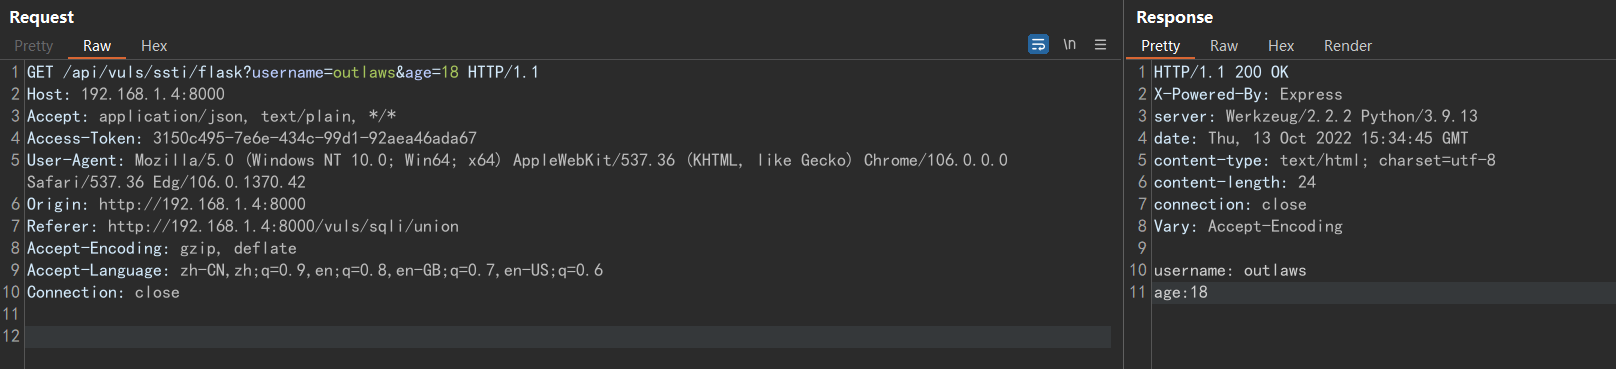 Request
Pretty Raw Hex
\n
1 GET /api/vuls/ssti/flask?username=outlaws&age=18 HTTP/1.1
2 Host: 192.168.1.4:8000
3 Accept: application/json, text/plain, */*
4 Access-Token: 3150c495-7e6e-434c-99d1-92aea46ada67
5 User-Agent: Mozilla/5.0 (Windows NT 10.0; Win64; x64) AppleWebKit/537.36 (KHTML, like Gecko) Chrome/106.0.0.0
Safari/537.36 Edg/106.0.1370.42
6 Origin: http://192.168.1.4:8000
7 Referer: http://192.168.1.4:8000/vuls/sqli/union
8 Accept-Encoding: gzip, deflate
9 Accept-Language: zh-CN,zh;q=0.9,en;q=0.8,en-GB;q=0.7,en-US;q=0.6
10 Connection: close
11
12
Response
Pretty Raw Hex Render
1 HTTP/1.1 200 OK
2 X-Powered-By: Express
3 server: Werkzeug/2.2.2 Python/3.9.13
4 date: Thu, 13 Oct 2022 15:34:45 GMT
5 content-type: text/html; charset=utf-8
6 content-length: 24
7 connection: close
8 Vary: Accept-Encoding
9
10 username: outlaws
11 age:18